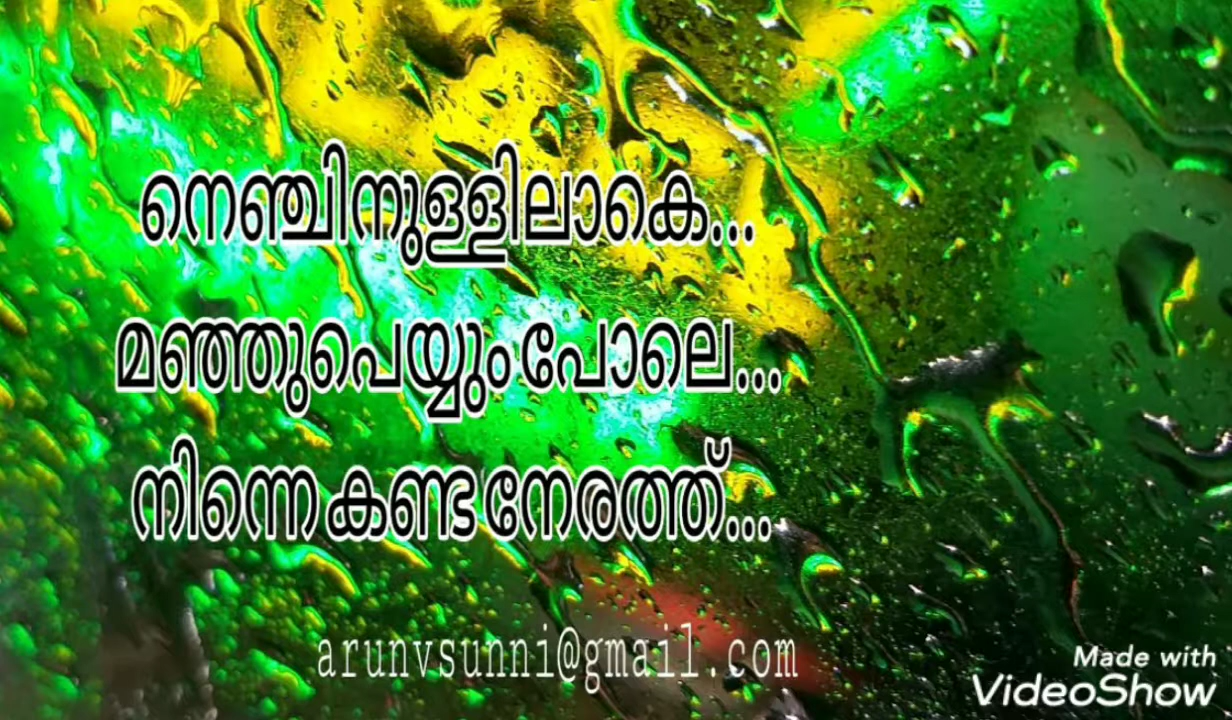 നെഞ്ചിനുള്ളിലാകെ...
മഞ്ഞുപെയ്യുംപോലെ...
നിന്നെ കണ്ട നേരത്ത്...
arunvsunni@gmail.com
Made with
VideoShow